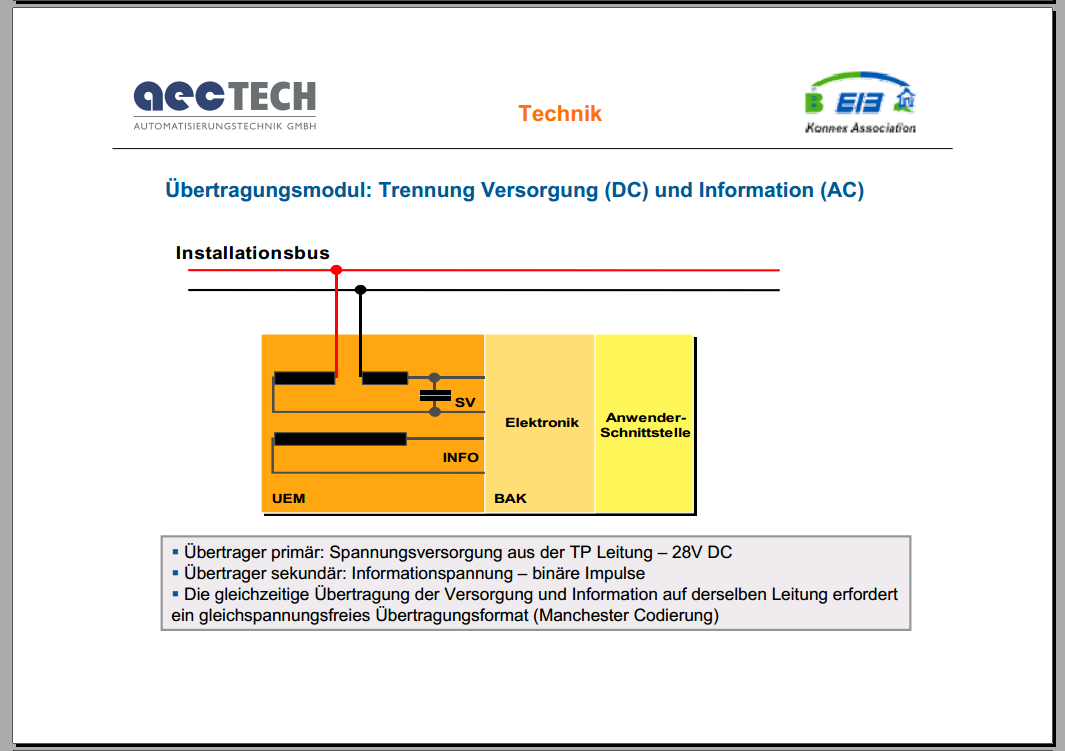 aecTECH
AUTOMATISIERUNGSTECHNIK GMBH
Technik
B EIB
Konnex Association
Übertragungsmodul: Trennung Versorgung (DC) und Information (AC)
Installationsbus
SV
Elektronik
Anwender-
Schnittstelle
INFO
UEM
BAK
▪ Übertrager primär: Spannungsversorgung aus der TP Leitung – 28V DC
▪ Übertrager sekundär: Informationspannung – binäre Impulse
▪ Die gleichzeitige Übertragung der Versorgung und Information auf derselben Leitung erfordert
ein gleichspannungsfreies Übertragungsformat (Manchester Codierung)